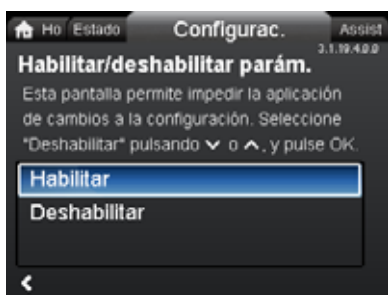 Ho Estado Configurac. Assist
3.1.19.4.0.0
Habilitar/deshabilitar parám.
Esta pantalla permite impedir la aplicación
de cambios a la configuración. Seleccione
"Deshabilitar" pulsando ⌄ o ⌃, y pulse OK.
Habilitar
Deshabilitar